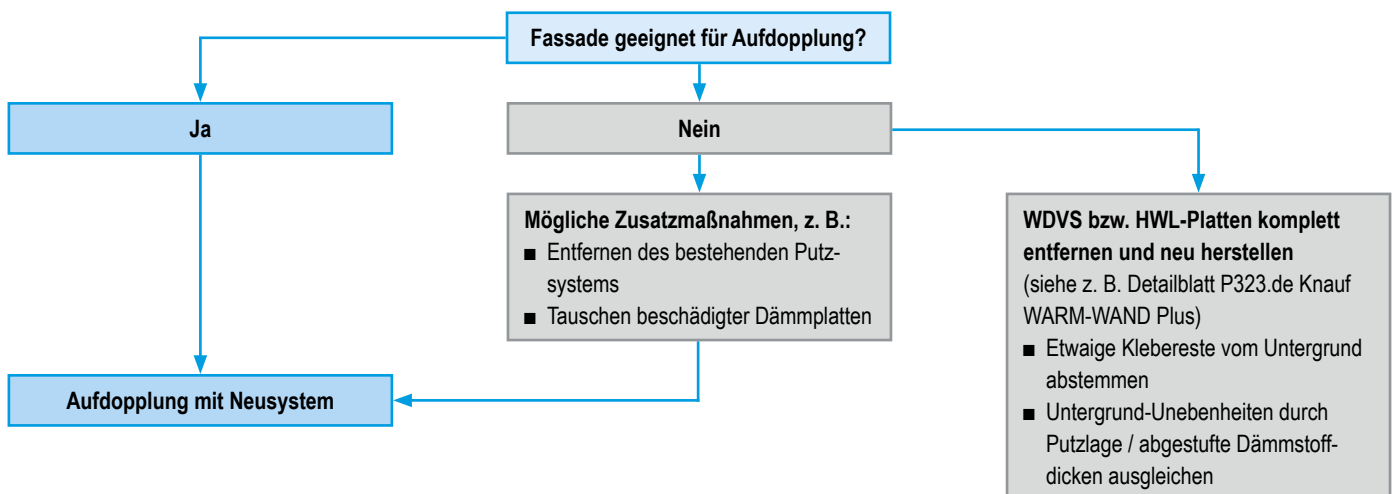 Fassade geeignet für Aufdopplung?
Ja
Nein
Mögliche Zusatzmaßnahmen, z. B.:
■ Entfernen des bestehenden Putz-
systems
■ Tauschen beschädigter Dämmplatten
WDVS bzw. HWL-Platten komplett
entfernen und neu herstellen
(siehe z. B. Detailblatt P323.de Knauf
WARM-WAND Plus)
■ Etwaige Klebereste vom Untergrund
abstemmen
■ Untergrund-Unebenheiten durch
Putzlage / abgestufte Dämmstoff-
dicken ausgleichen
Aufdopplung mit Neusystem